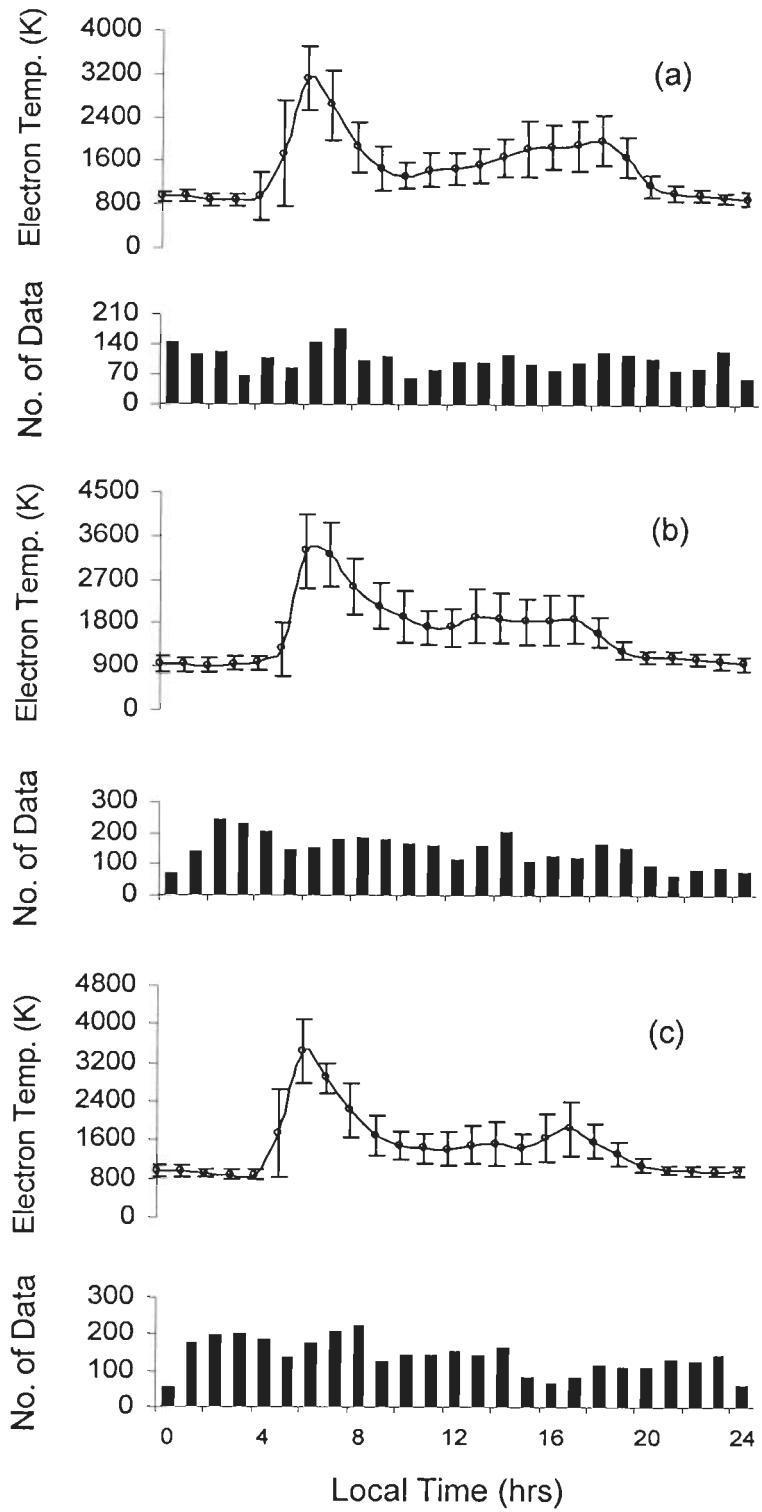 4000
3200
2400
1600
800
0
Electron Temp. (K)
(a)
210
140
70
0
No. of Data
4500
3600
2700
1800
900
0
Electron Temp. (K)
(b)
300
200
100
0
No. of Data
4800
4000
3200
2400
1600
800
0
Electron Temp. (K)
(c)
300
200
100
0
No. of Data
0 4 8 12 16 20 24
Local Time (hrs)